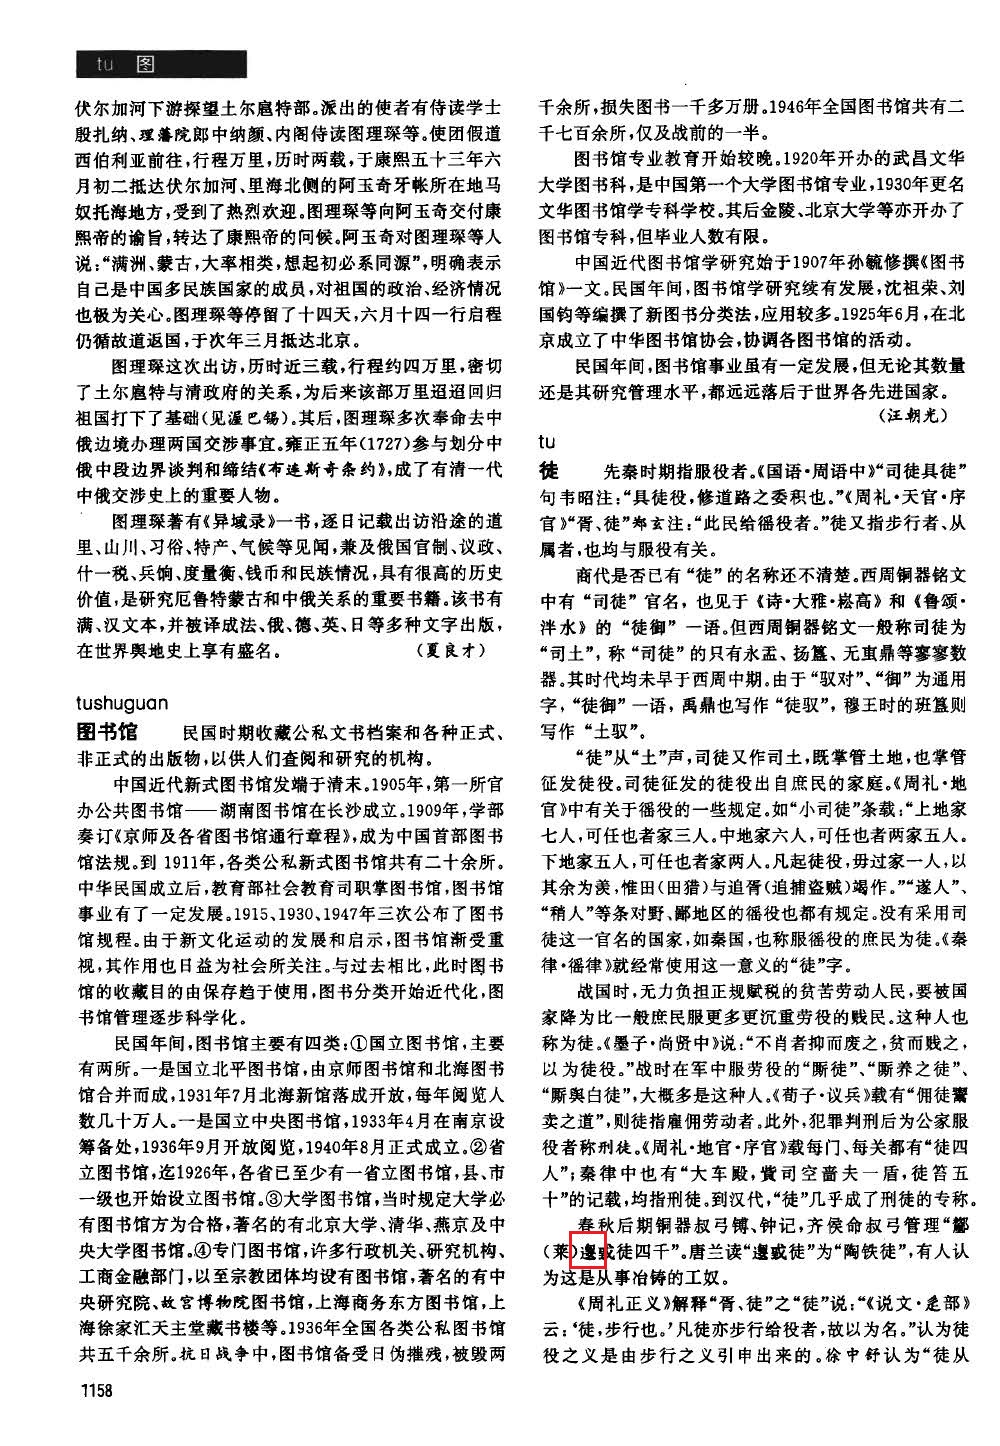 tu 图
伏尔加河下游探望土尔扈特部。派出的使者有侍读学士
殷扎纳、理藩院郎中纳颜、内阁侍读图理琛等。使团假道
西伯利亚前往,行程万里,历时两载,于康熙五十三年六
月初二抵达伏尔加河、里海北侧的阿玉奇牙帐所在地马
奴托海地方,受到了热烈欢迎。图理琛等向阿玉奇交付康
熙帝的谕旨,转达了康熙帝的问候。阿玉奇对图理琛等人
说:“满洲、蒙古,大率相类,想起初必系同源”,明确表示
自己是中国多民族国家的成员,对祖国的政治、经济情况
也极为关心。图理琛等停留了十四天,六月十四一行启程
仍循故道返国,于次年三月抵达北京。
图理琛这次出访,历时近三载,行程约四万里,密切
了土尔扈特与清政府的关系,为后来该部万里迢迢回归
祖国打下了基础(见渥巴锡)。其后,图理琛多次奉命去中
俄边境办理两国交涉事宜。雍正五年(1727)参与划分中
俄中段边界谈判和缔结《布连斯奇条约》,成了有清一代
中俄交涉史上的重要人物。
图理琛著有《异域录》一书,逐日记载出访沿途的道
里、山川、习俗、特产、气候等见闻,兼及俄国官制、议政、
什一税、兵饷、度量衡、钱币和民族情况,具有很高的历史
价值,是研究厄鲁特蒙古和中俄关系的重要书籍。该书有
满、汉文本,并被译成法、俄、德、英、日等多种文字出版,
在世界舆地史上享有盛名。 (夏良才)
tushuguan
图书馆 民国时期收藏公私文书档案和各种正式、
非正式的出版物,以供人们查阅和研究的机构。
中国近代新式图书馆发端于清末。1905年,第一所官
办公共图书馆——湖南图书馆在长沙成立。1909年,学部
奏订《京师及各省图书馆通行章程》,成为中国首部图书
馆法规。到 1911年,各类公私新式图书馆共有二十余所。
中华民国成立后,教育部社会教育司职掌图书馆,图书馆
事业有了一定发展。1915、1930、1947年三次公布了图书
馆规程。由于新文化运动的发展和启示,图书馆渐受重
视,其作用也日益为社会所关注。与过去相比,此时图书
馆的收藏目的由保存趋于使用,图书分类开始近代化,图
书馆管理逐步科学化。
民国年间,图书馆主要有四类:①国立图书馆,主要
有两所。一是国立北平图书馆,由京师图书馆和北海图书
馆合并而成,1931年7月北海新馆落成开放,每年阅览人
数几十万人。一是国立中央图书馆,1933年4月在南京设
筹备处,1936年9月开放阅览,1940年8月正式成立。②省
立图书馆,迄1926年,各省已至少有一省立图书馆,县、市
一级也开始设立图书馆。③大学图书馆,当时规定大学必
有图书馆方为合格,著名的有北京大学、清华、燕京及中
央大学图书馆。④专门图书馆,许多行政机关、研究机构、
工商金融部门,以至宗教团体均设有图书馆,著名的有中
央研究院、故宫博物院图书馆,上海商务东方图书馆,上
海徐家汇天主堂藏书楼等。1936年全国各类公私图书馆
共五千余所。抗日战争中,图书馆备受日伪摧残,被毁两
1158
千余所,损失图书一千多万册。1946年全国图书馆共有二
千七百余所,仅及战前的一半。
图书馆专业教育开始较晚。1920年开办的武昌文华
大学图书科,是中国第一个大学图书馆专业,1930年更名
文华图书馆学专科学校。其后金陵、北京大学等亦开办了
图书馆专科,但毕业人数有限。
中国近代图书馆学研究始于1907年孙毓修撰《图书
馆》一文。民国年间,图书馆学研究续有发展,沈祖荣、刘
国钧等编撰了新图书分类法,应用较多。1925年6月,在北
京成立了中华图书馆协会,协调各图书馆的活动。
民国年间,图书馆事业虽有一定发展,但无论其数量
还是其研究管理水平,都远远落后于世界各先进国家。
(汪朝光)
tu
徒 先秦时期指服役者。《国语·周语中》“司徒具徒”
句韦昭注:“具徒役,修道路之委积也。”《周礼·天官·序
官》“胥、徒”郑玄注:“此民给徭役者。”徒又指步行者、从
属者,也均与服役有关。
商代是否已有“徒”的名称还不清楚。西周铜器铭文
中有“司徒”官名,也见于《诗·大雅·崧高》和《鲁颂·
泮水》的“徒御”一语。但西周铜器铭文一般称司徒为
“司土”,称“司徒”的只有永盂、扬簋、无叀鼎等寥寥数
器。其时代均未早于西周中期。由于“驭对”、“御”为通用
字,“徒御”一语,禹鼎也写作“徒驭”,穆王时的班簋则
写作“土驭”。
“徒”从“土”声,司徒又作司土,既掌管土地,也掌管
征发徒役。司徒征发的徒役出自庶民的家庭。《周礼·地
官》中有关于徭役的一些规定。如“小司徒”条载:“上地家
七人,可任也者家三人。中地家六人,可任也者两家五人。
下地家五人,可任也者家两人。凡起徒役,毋过家一人,以
其余为羡,惟田(田猎)与追胥(追捕盗贼)竭作。”“遂人”、
“稍人”等条对野、鄙地区的徭役也都有规定。没有采用司
徒这一官名的国家,如秦国,也称服徭役的庶民为徒。《秦
律·徭律》就经常使用这一意义的“徒”字。
战国时,无力负担正规赋税的贫苦劳动人民,要被国
家降为比一般庶民服更多更沉重劳役的贱民。这种人也
称为徒。《墨子·尚贤中》说:“不肖者抑而废之,贫而贱之,
以为徒役。”战时在军中服劳役的“厮徒”、“厮养之徒”、
“厮舆白徒”,大概多是这种人。《荀子·议兵》载有“佣徒鬻
卖之道”,则徒指雇佣劳动者。此外,犯罪判刑后为公家服
役者称刑徒。《周礼·地官·序官》载每门、每关都有“徒四
人”;秦律中也有“大车殿,赀司空啬夫一盾,徒笞五
十”的记载,均指刑徒。到汉代,“徒”几乎成了刑徒的专称。
春秋后期铜器叔弓镈、钟记,齐侯命叔弓管理“
(莱)徒四千”。唐兰读“徒”为“陶铁徒”,有人认
为这是从事冶铸的工奴。
《周礼正义》解释“胥、徒”之“徒”说:“《说文·辵部》
云:‘徒,步行也。’凡徒亦步行给役者,故以为名。”认为徒
役之义是由步行之义引申出来的。徐中舒认为“徒从